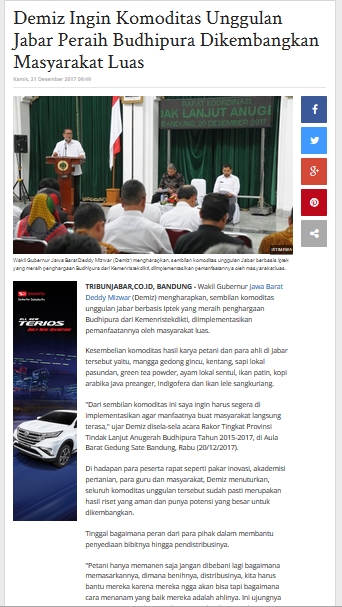 Demiz Ingin Komoditas Unggulan
Jabar Peraih Budhipura Dikembangkan
Masyarakat Luas
Kamis, 21 Desember 2017 09:49
RAPAT KOORDINASI
DAK LANJUT ANUG
BANDUNG, 20 DESEMBER 2017
ISTIMEWA
Wakil Gubernur Jawa Barat Deddy Mizwar (Demiz) mengharapkan, sembilan komoditas unggulan Jabar berbasis Iptek
yang meraih penghargaan Budhipura dari Kemenristekdikti, diimplementasikan pemanfaatannya oleh masyarakat luas.
ALL NEW
TERIOS
TRIBUNJABAR,CO.ID, BANDUNG - Wakil Gubernur Jawa Barat
Deddy Mizwar (Demiz) mengharapkan, sembilan komoditas
unggulan Jabar berbasis Iptek yang meraih penghargaan
Budhipura dari Kemenristekdikti, diimplementasikan
pemanfaatannya oleh masyarakat luas.
Kesembelian komoditas hasil karya petani dan para ahli di Jabar
tersebut yaitu, mangga gedong gincu, kentang, sapi lokal
pasundan, green tea powder, ayam lokal sentul, ikan patin, kopi
arabika java preanger, indigofera dan ikan lele sangkuriang.
"Dari sembilan komoditas ini saya ingin harus segera di
implementasikan agar manfaatnya buat masyarakat langsung
terasa," ujar Demiz disela-sela acara Rakor Tingkat Provinsi
Tindak Lanjut Anugerah Budhipura Tahun 2015-2017, di Aula
Barat Gedung Sate Bandung, Rabu (20/12/2017).
Di hadapan para peserta rapat seperti pakar inovasi, akademisi
pertanian, para guru dan masyarakat, Demiz menuturkan,
seluruh komoditas unggulan tersebut sudah pasti merupakan
hasil riset yang aman dan punya potensi yang besar untuk
dikembangkan.
Tinggal bagaimana peran dari para pihak dalam membantu
penyediaan bibitnya hingga pendistribusinya.
"Petani hanya memanen saja jangan dibebani lagi bagaimana
memasarkannya, dimana benihnya, distribusinya, kita harus
bantu mereka karena mereka ngga akan bisa tapi bagaimana
cara menanam yang baik mereka adalah ahlinya. Ini ujungnya